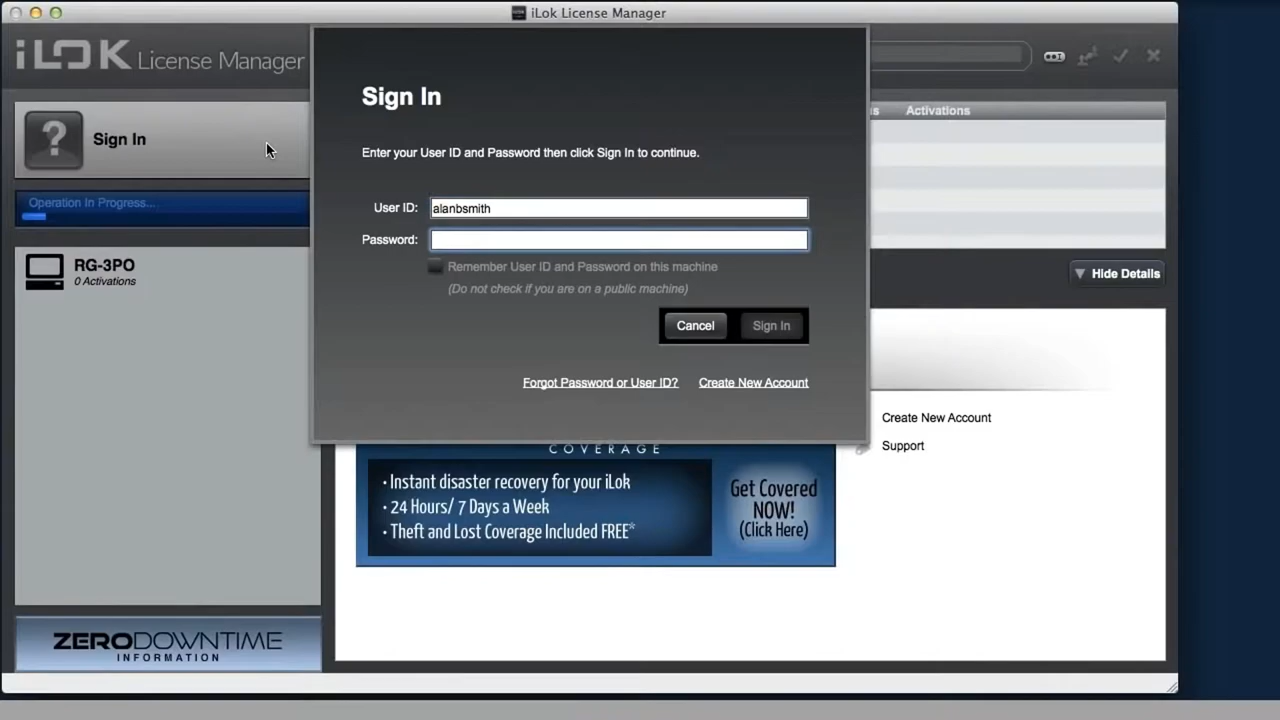 iLok License Manager
iLOK License Manager
Sign In
Operation In Progress...
RG-3PO
0 Activations
ZERODOWNTIME
INFORMATION
Sign In
Enter your User ID and Password then click Sign In to continue.
User ID: alanbsmith
Password:
Remember User ID and Password on this machine
(Do not check if you are on a public machine)
Cancel Sign In
Forgot Password or User ID? Create New Account
Activations
Hide Details
Create New Account
Support
COVERAGE
• Instant disaster recovery for your iLok
• 24 Hours/ 7 Days a Week
• Theft and Lost Coverage Included FREE*
Get Covered
NOW!
(Click Here)